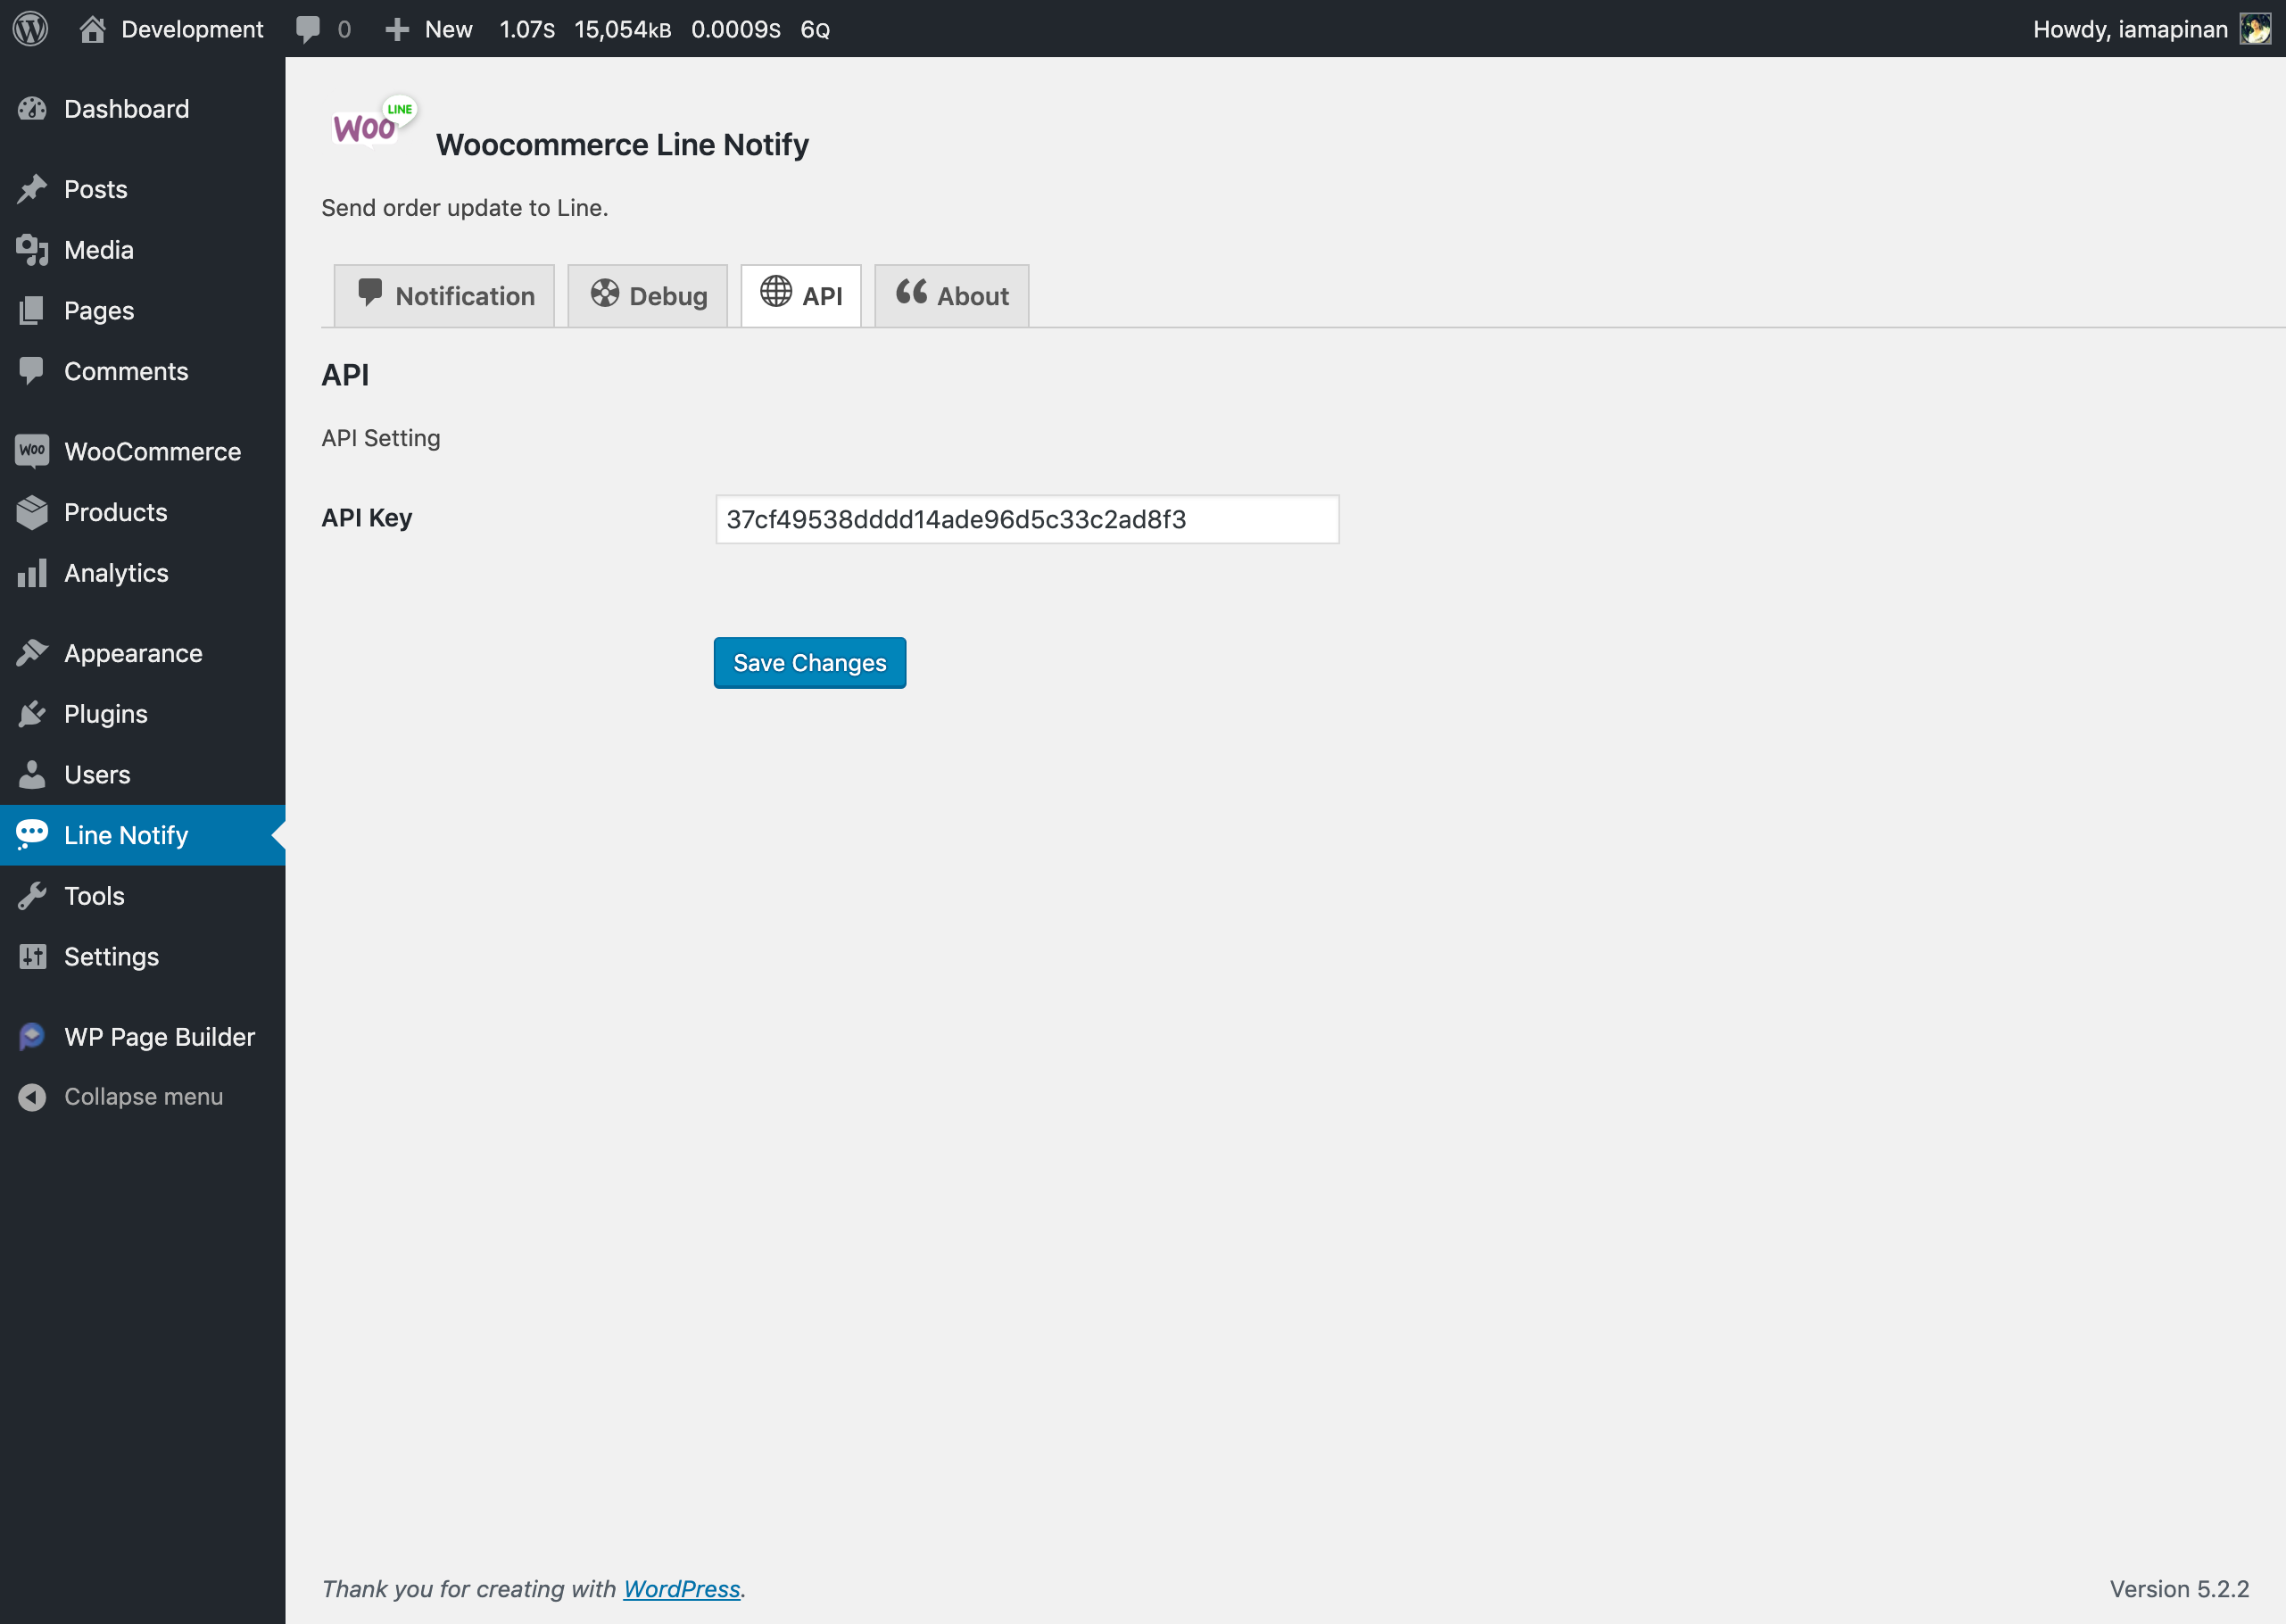 Development 0 New 1.07S 15,054KB 0.0009S 6Q Howdy, iamapinan
Dashboard
Posts
Media
Pages
Comments
Woo WooCommerce
Products
Analytics
Appearance
Plugins
Users
Line Notify
Tools
Settings
WP Page Builder
Collapse menu
Woo LINE Woocommerce Line Notify
Send order update to Line.
Notification Debug API About
API
API Setting
API Key 37cf49538dddd14ade96d5c33c2ad8f3
Save Changes
Thank you for creating with WordPress. Version 5.2.2